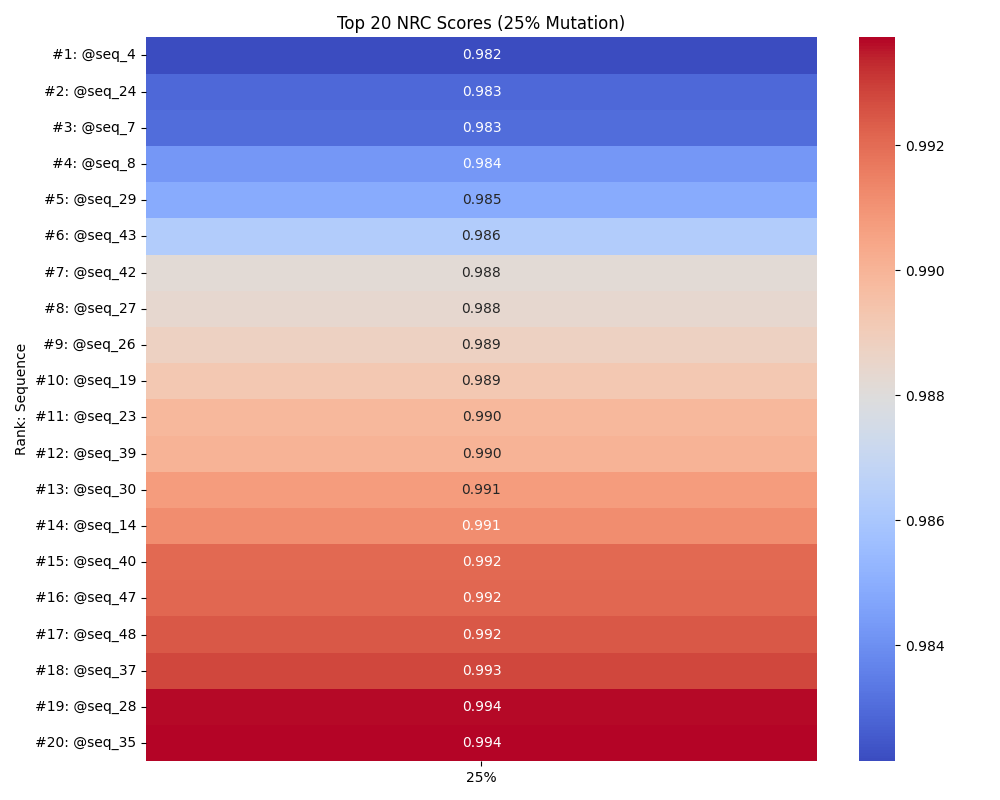 Top 20 NRC Scores (25% Mutation)
Rank: Sequence
#1: @seq_4 0.982
#2: @seq_24 0.983
#3: @seq_7 0.983
#4: @seq_8 0.984
#5: @seq_29 0.985
#6: @seq_43 0.986
#7: @seq_42 0.988
#8: @seq_27 0.988
#9: @seq_26 0.989
#10: @seq_19 0.989
#11: @seq_23 0.990
#12: @seq_39 0.990
#13: @seq_30 0.991
#14: @seq_14 0.991
#15: @seq_40 0.992
#16: @seq_47 0.992
#17: @seq_48 0.992
#18: @seq_37 0.993
#19: @seq_28 0.994
#20: @seq_35 0.994
25%
0.992
0.990
0.988
0.986
0.984